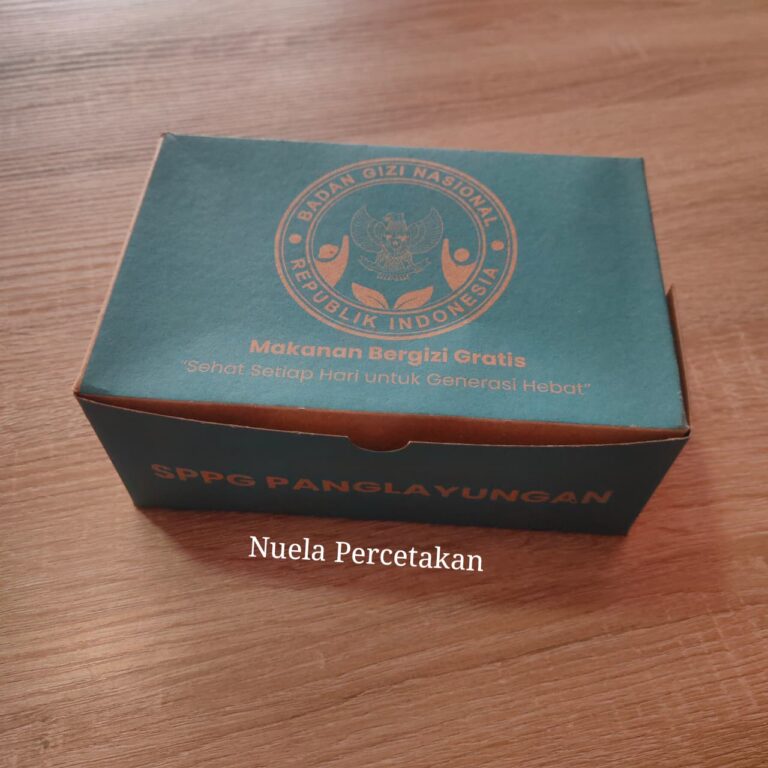 BADAN GIZI NASIONAL
REPUBLIK INDONESIA
Makanan Bergizi Gratis
"Sehat Setiap Hari untuk Generasi Hebat"
SPPG PANGLAYUNGAN
Nuela Percetakan